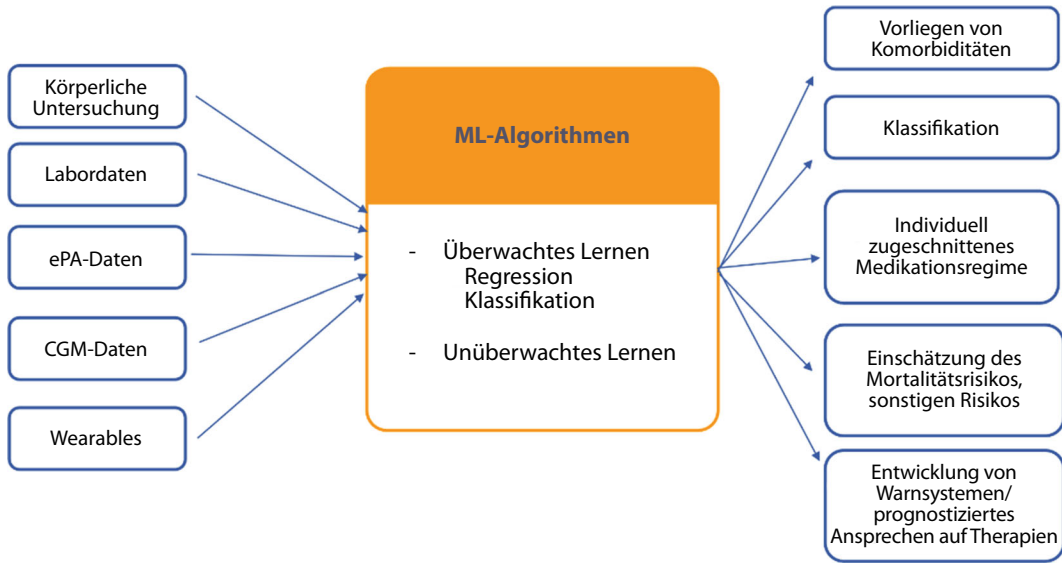 Körperliche
Untersuchung
Labordaten
ePA-Daten
CGM-Daten
Wearables
ML-Algorithmen
- Überwachtes Lernen
Regression
Klassifikation
- Unüberwachtes Lernen
Vorliegen von
Komorbiditäten
Klassifikation
Individuell
zugeschnittenes
Medikationsregime
Einschätzung des
Mortalitätsrisikos,
sonstigen Risikos
Entwicklung von
Warnsystemen/
prognostiziertes
Ansprechen auf Therapien